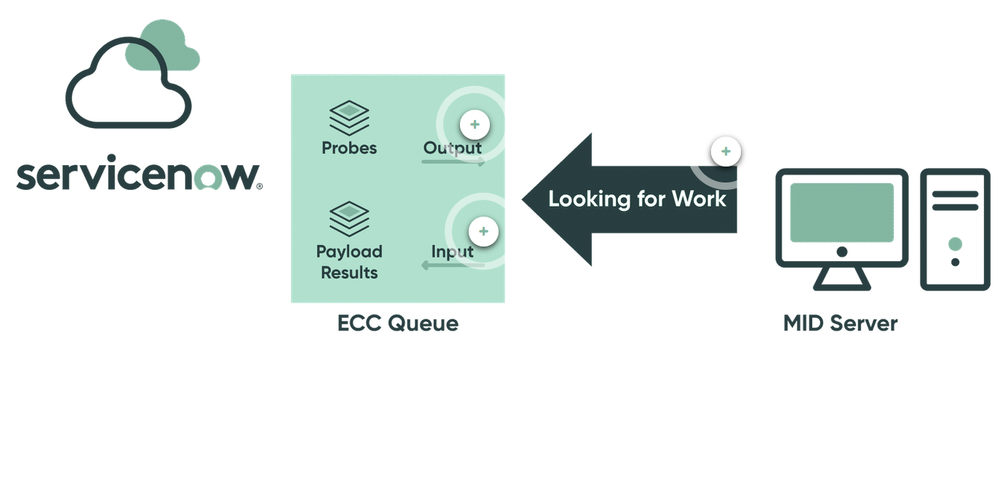 servicenow®
Probes
Output
Payload
Results
Input
ECC Queue
Looking for Work
MID Server